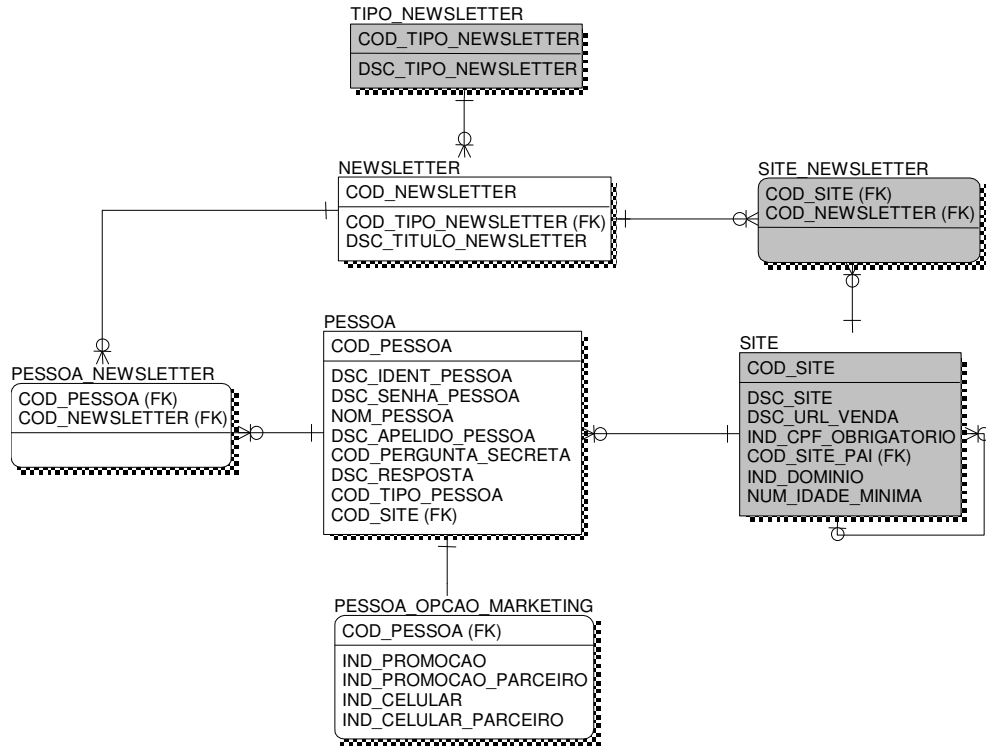 TIPO_NEWSLETTER
COD_TIPO_NEWSLETTER
DSC_TIPO_NEWSLETTER
NEWSLETTER
COD_NEWSLETTER
COD_TIPO_NEWSLETTER (FK)
DSC_TITULO_NEWSLETTER
SITE_NEWSLETTER
COD_SITE (FK)
COD_NEWSLETTER (FK)
PESSOA_NEWSLETTER
COD_PESSOA (FK)
COD_NEWSLETTER (FK)
PESSOA
COD_PESSOA
DSC_IDENT_PESSOA
DSC_SENHA_PESSOA
NOM_PESSOA
DSC_APELIDO_PESSOA
COD_PERGUNTA_SECRETA
DSC_RESPOSTA
COD_TIPO_PESSOA
COD_SITE (FK)
SITE
COD_SITE
DSC_SITE
DSC_URL_VENDA
IND_CPF_OBRIGATORIO
COD_SITE_PAI (FK)
IND_DOMINIO
NUM_IDADE_MINIMA
PESSOA_OPCAO_MARKETING
COD_PESSOA (FK)
IND_PROMOCAO
IND_PROMOCAO_PARCEIRO
IND_CELULAR
IND_CELULAR_PARCEIRO